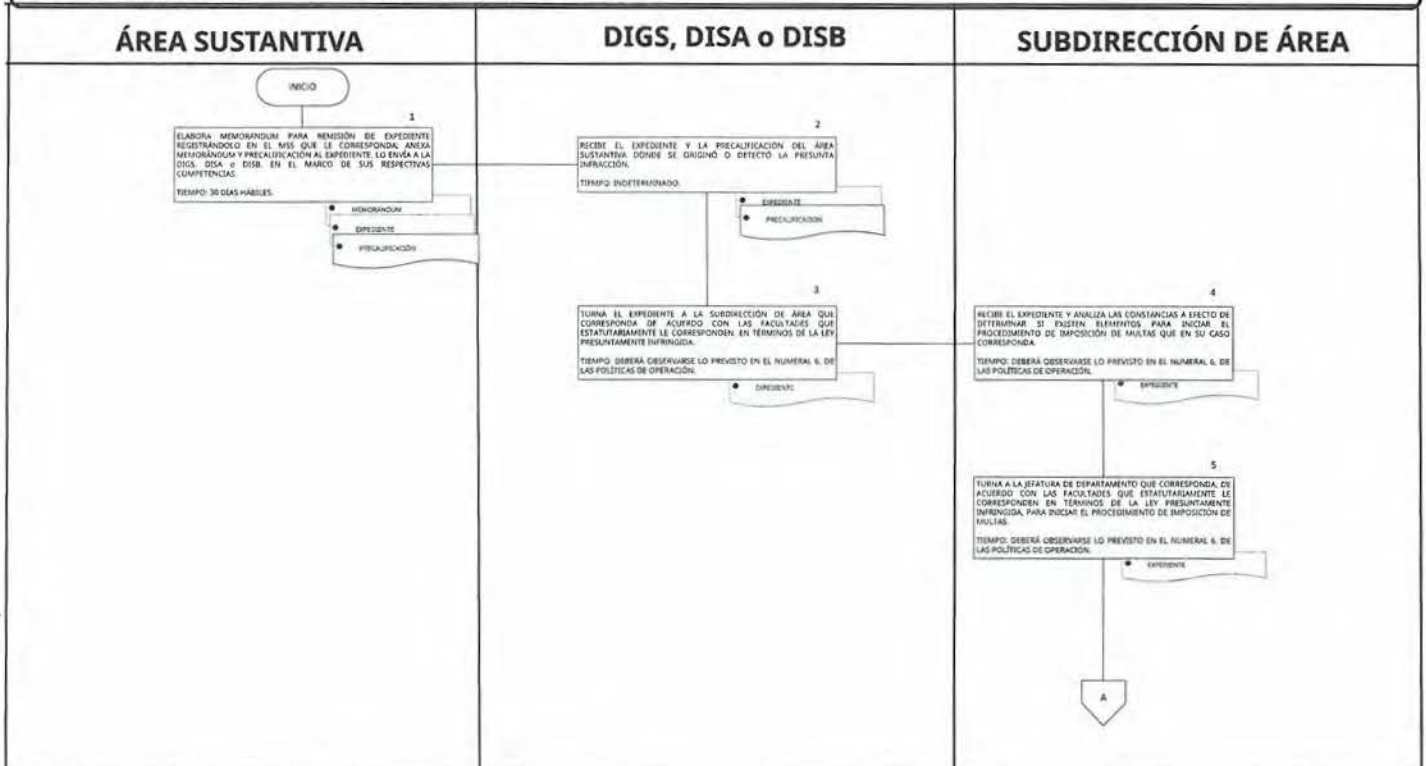 ÁREA SUSTANTIVA
DIGS, DISA o DISB
SUBDIRECCIÓN DE ÁREA
INICIO
1
ELABORA MEMORÁNDUM PARA REMISIÓN DE EXPEDIENTE
REGISTRÁNDOLO EN EL MSS QUE LE CORRESPONDA, ANEXA
MEMORÁNDUM Y PRECALIFICACIÓN AL EXPEDIENTE, LO ENVÍA A LA
DIGS, DISA o DISB, EN EL MARCO DE SUS RESPECTIVAS
COMPETENCIAS.
TIEMPO: 30 DÍAS HÁBILES.
MEMORÁNDUM
EXPEDIENTE
PRECALIFICACIÓN
2
RECIBE EL EXPEDIENTE Y LA PRECALIFICACIÓN DEL ÁREA
SUSTANTIVA DONDE SE ORIGINÓ O DETECTÓ LA PRESUNTA
INFRACCIÓN.
TIEMPO: INDETERMINADO.
EXPEDIENTE
PRECALIFICACIÓN
3
TURNA EL EXPEDIENTE A LA SUBDIRECCIÓN DE ÁREA QUE
CORRESPONDA DE ACUERDO CON LAS FACULTADES QUE
ESTATUTARIAMENTE LE CORRESPONDEN, EN TÉRMINOS DE LA LEY
PRESUNTAMENTE INFRINGIDA.
TIEMPO: DEBERÁ OBSERVARSE LO PREVISTO EN EL NUMERAL 6, DE
LAS POLÍTICAS DE OPERACIÓN.
EXPEDIENTE
4
RECIBE EL EXPEDIENTE Y ANALIZA LAS CONSTANCIAS A EFECTO DE
DETERMINAR SI EXISTEN ELEMENTOS PARA INICIAR EL
PROCEDIMIENTO DE IMPOSICIÓN DE MULTAS QUE EN SU CASO
CORRESPONDA.
TIEMPO: DEBERÁ OBSERVARSE LO PREVISTO EN EL NUMERAL 6, DE
LAS POLÍTICAS DE OPERACIÓN.
EXPEDIENTE
5
TURNA A LA JEFATURA DE DEPARTAMENTO QUE CORRESPONDA, DE
ACUERDO CON LAS FACULTADES QUE ESTATUTARIAMENTE LE
CORRESPONDEN EN TÉRMINOS DE LA LEY PRESUNTAMENTE
INFRINGIDA, PARA INICIAR EL PROCEDIMIENTO DE IMPOSICIÓN DE
MULTAS.
TIEMPO: DEBERÁ OBSERVARSE LO PREVISTO EN EL NUMERAL 6, DE
LAS POLÍTICAS DE OPERACIÓN.
EXPEDIENTE
A